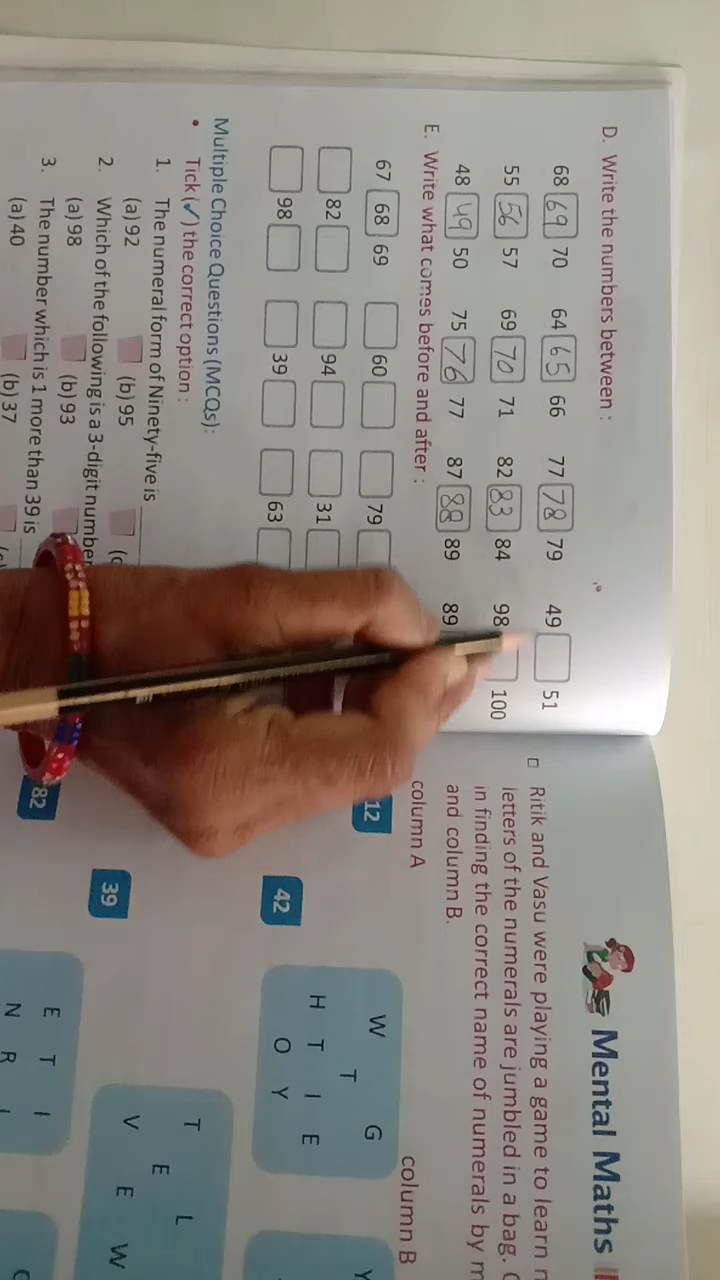 D. Write the numbers between :
68 69 70 64 65 66 77 78 79 49 51
55 56 57 69 70 71 82 83 84 98 100
48 49 50 75 76 77 87 88 89 89
E. Write what comes before and after :
67 68 69 60 79
82 94 31
98 39 63
Multiple Choice Questions (MCQs):
• Tick (✓) the correct option :
1. The numeral form of Ninety-five is
(a) 92 (b) 95
2. Which of the following is a 3-digit number
(a) 98 (b) 93
3. The number which is 1 more than 39 is
(a) 40 (b) 37
Mental Maths
Ritik and Vasu were playing a game to learn
letters of the numerals are jumbled in a bag.
in finding the correct name of numerals by
and column B.
column A column B
12
W G
T
H T I E
O Y
42
39
T L
E
V E W
82
E T I
N R